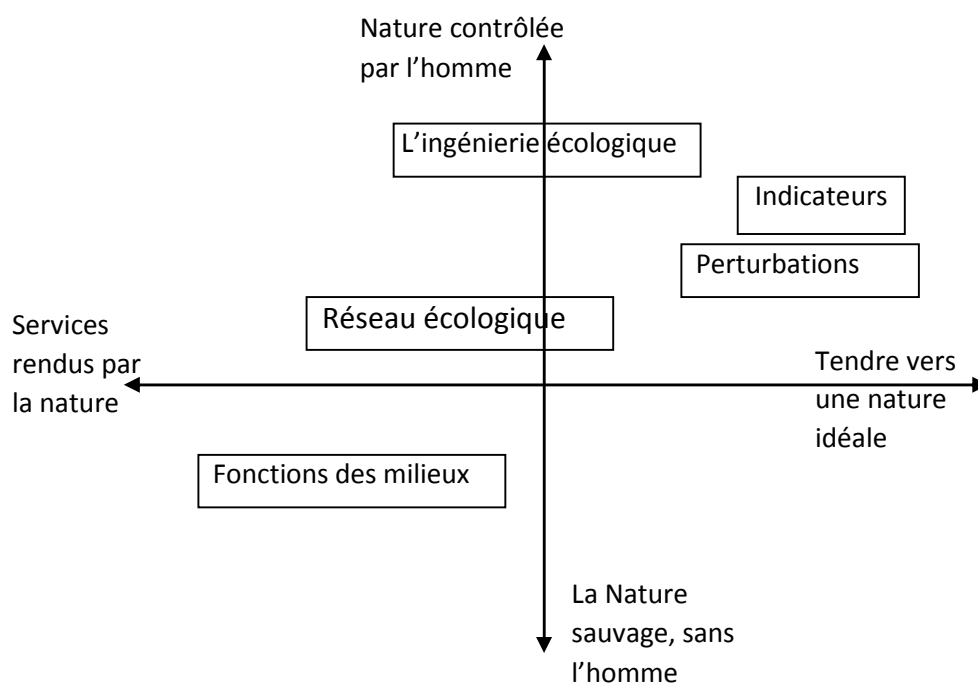 Nature contrôlée
par l’homme
L’ingénierie écologique
Indicateurs
Perturbations
Réseau écologique
Services
rendus par
la nature
Tendre vers
une nature
idéale
Fonctions des milieux
La Nature
sauvage, sans
l’homme